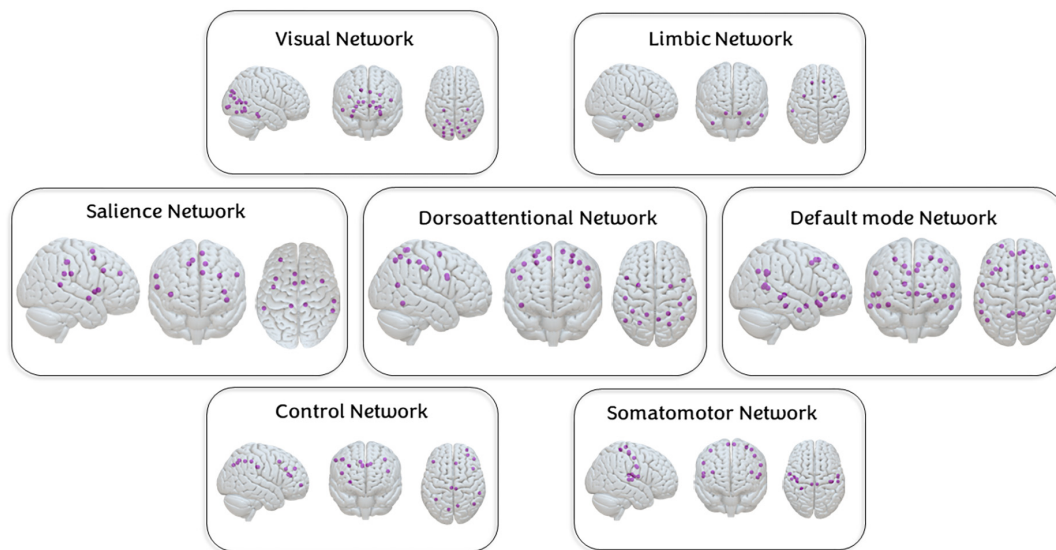 Visual Network
Limbic Network
Salience Network
Dorsoattentional Network
Default mode Network
Control Network
Somatomotor Network